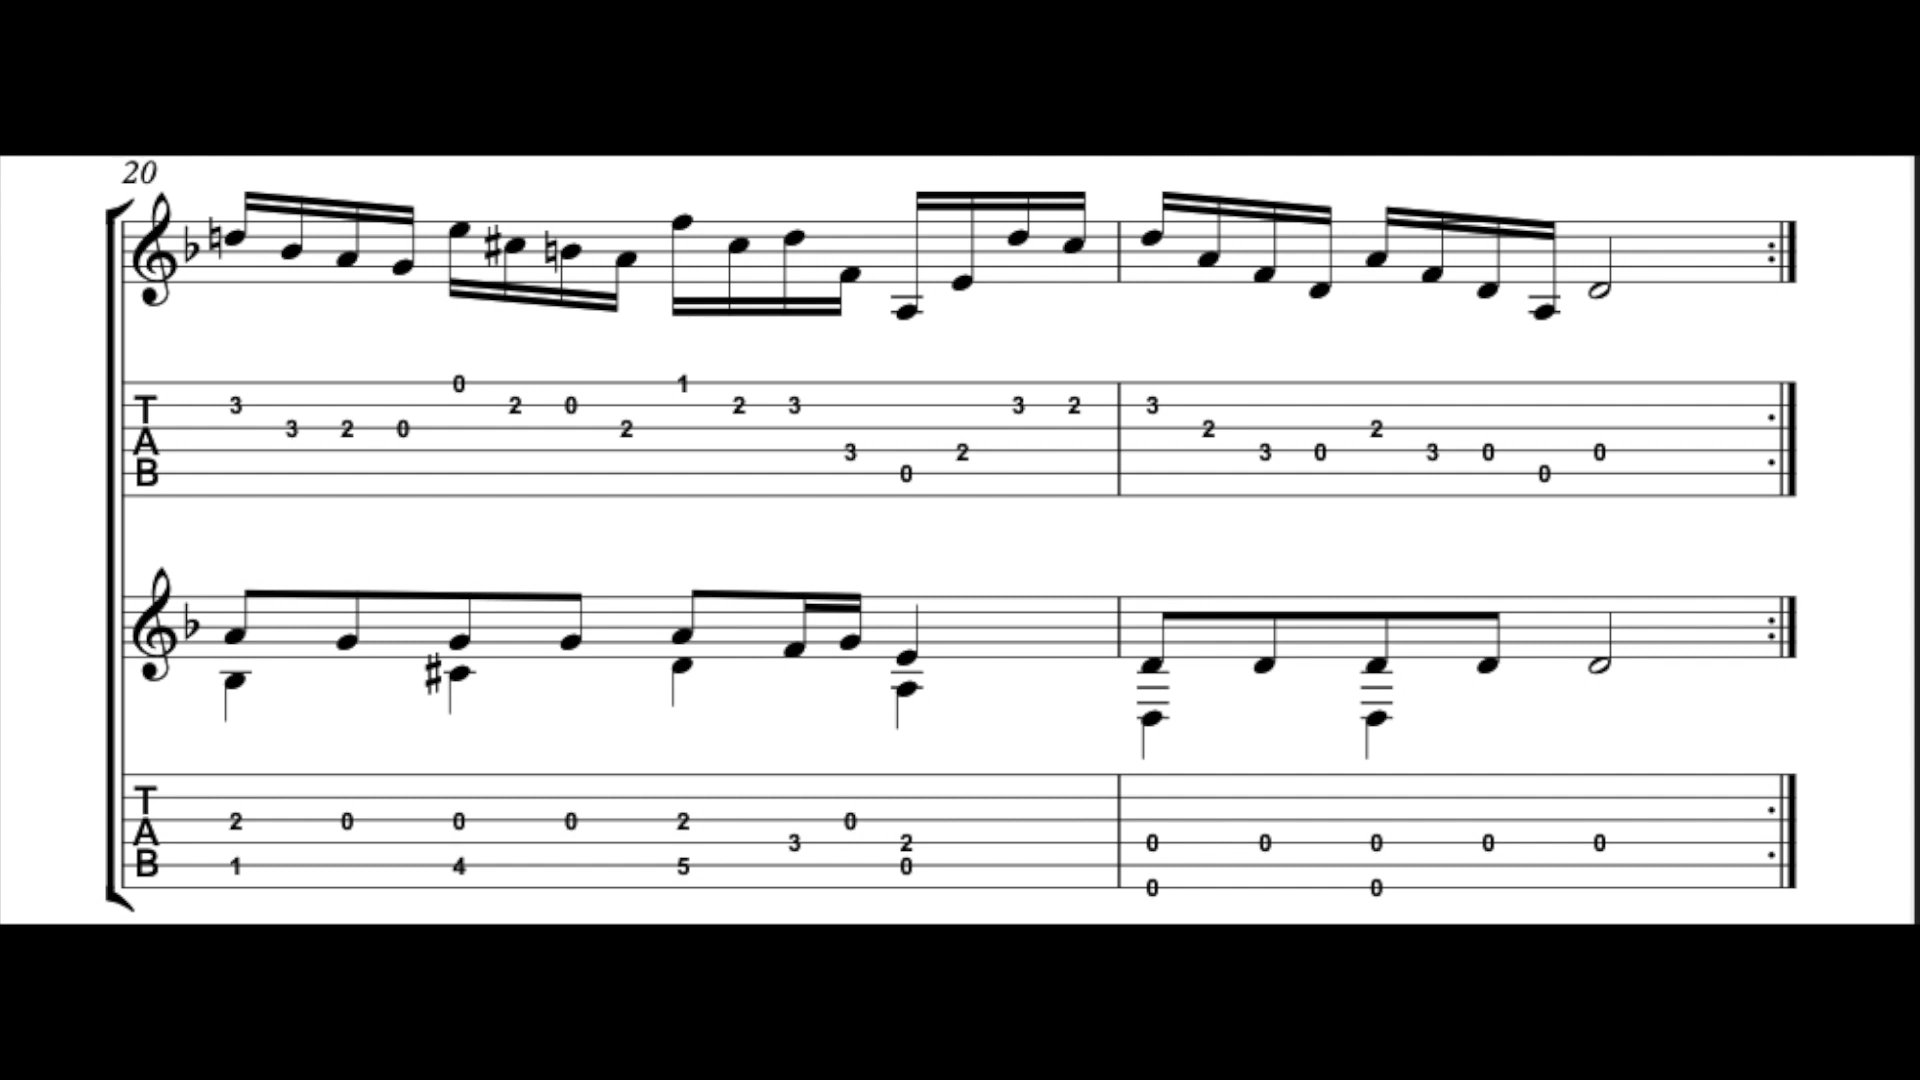 20
0 1
T 3 2 0 2 3 3 2 3
3 2 0 2 2 2
A 3 2 3 0 3 0 0
B 0 0
T
2 0 0 0 2 0
A 3 2 0 0 0 0 0
B 1 4 5 0
0 0